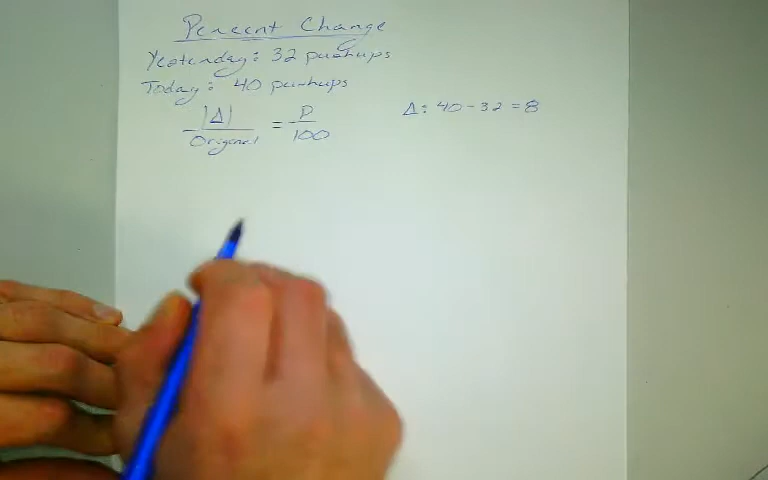 Percent Change
Yesterday: 32 pushups
Today: 40 pushups
|Δ| / Original = P / 100
Δ: 40 - 32 = 8